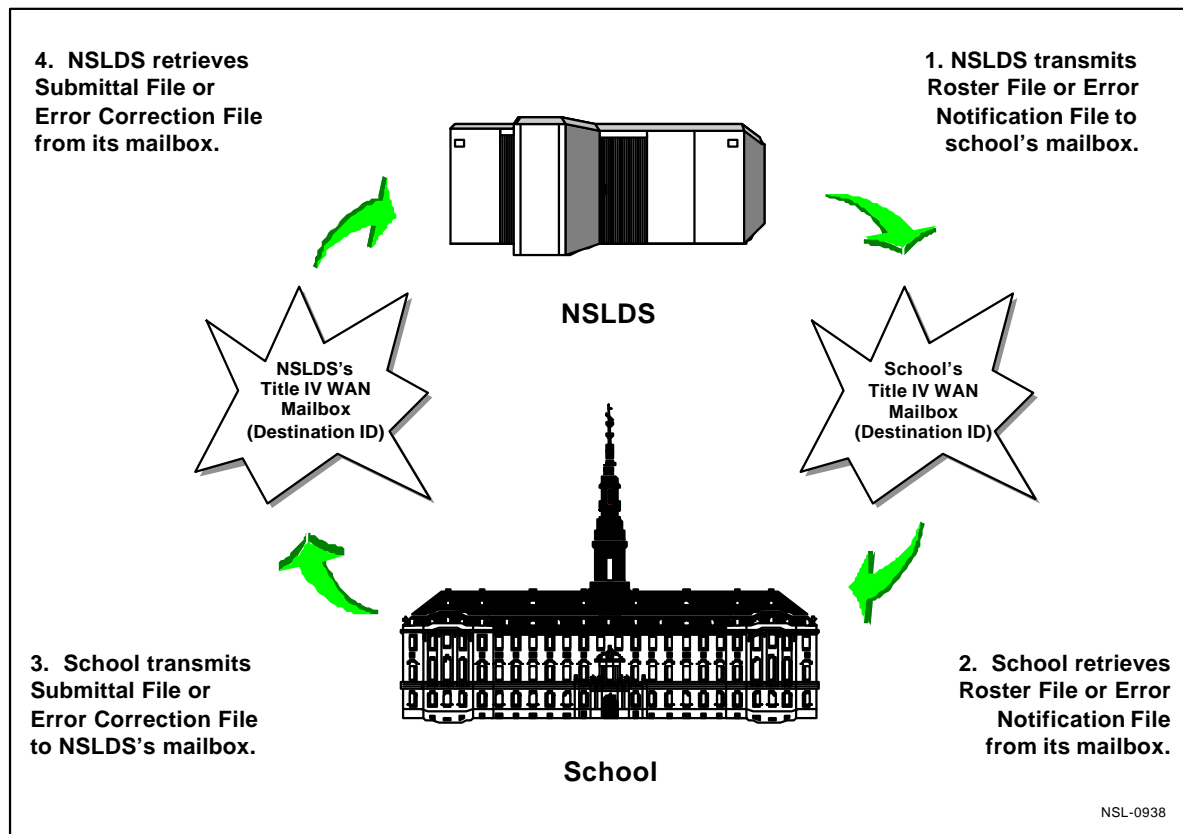 4. NSLDS retrieves
Submittal File or
Error Correction File
from its mailbox.
1. NSLDS transmits
Roster File or Error
Notification File to
school's mailbox.
NSLDS
NSLDS's
Title IV WAN
Mailbox
(Destination ID)
School's
Title IV WAN
Mailbox
(Destination ID)
3. School transmits
Submittal File or
Error Correction File
to NSLDS's mailbox.
2. School retrieves
Roster File or Error
Notification File
from its mailbox.
School
NSL-0938